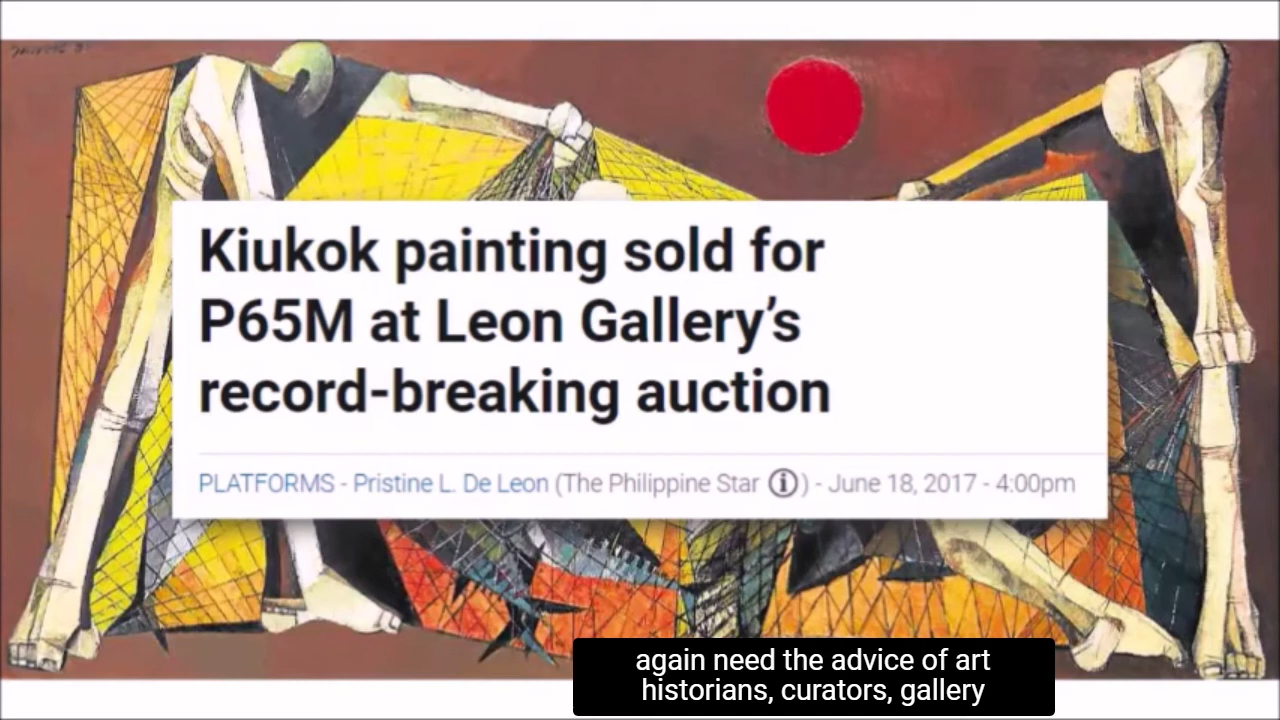 Kiukok painting sold for
P65M at Leon Gallery’s
record-breaking auction
PLATFORMS - Pristine L. De Leon (The Philippine Star ) - June 18, 2017 - 4:00pm
again need the advice of art
historians, curators, gallery